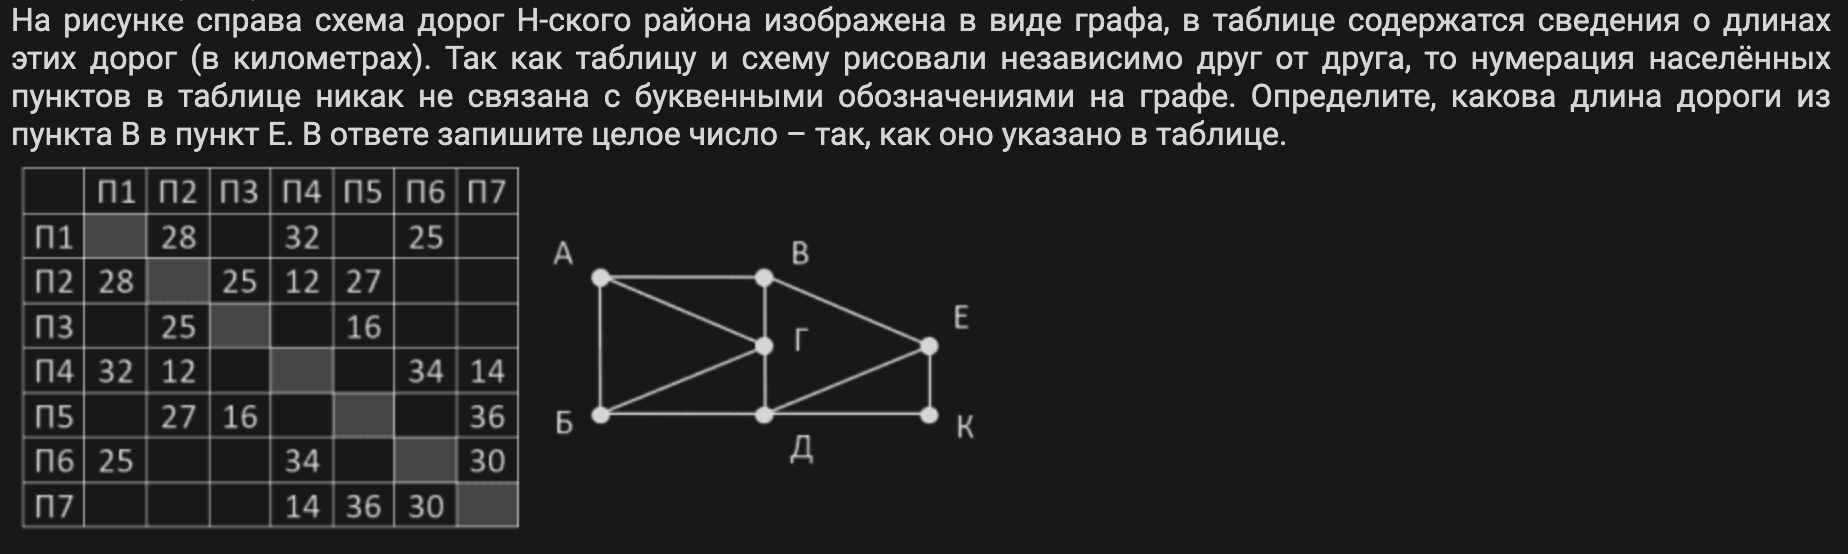 На рисунке справа схема дорог Н-ского района изображена в виде графа, в таблице содержатся сведения о длинах
этих дорог (в километрах). Так как таблицу и схему рисовали независимо друг от друга, то нумерация населённых
пунктов в таблице никак не связана с буквенными обозначениями на графе. Определите, какова длина дороги из
пункта В в пункт Е. В ответе запишите целое число – так, как оно указано в таблице.
П1 П2 П3 П4 П5 П6 П7
П1 28 32 25
П2 28 25 12 27
П3 25 16
П4 32 12 34 14
П5 27 16 36
П6 25 34 30
П7 14 36 30
А В
Е
Г
Б К
Д